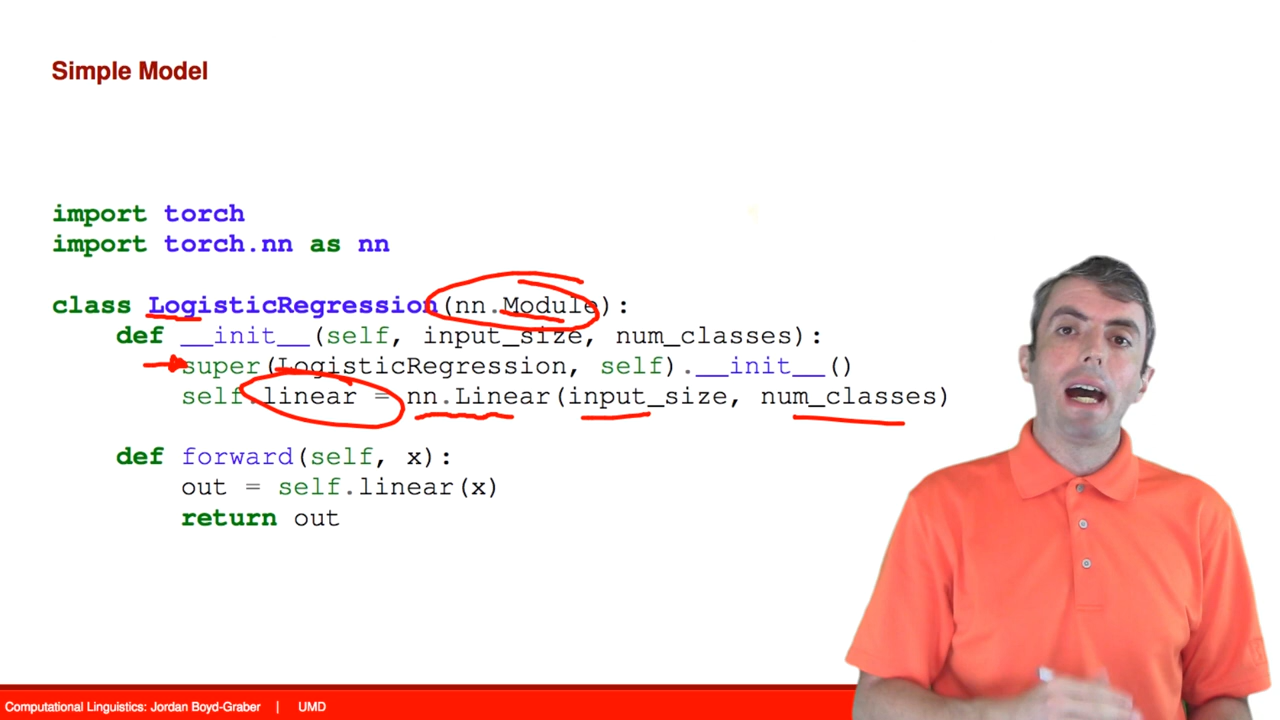 Simple Model
import torch
import torch.nn as nn
class LogisticRegression(nn.Module):
    def __init__(self, input_size, num_classes):
        super(LogisticRegression, self).__init__()
        self.linear = nn.Linear(input_size, num_classes)
    def forward(self, x):
        out = self.linear(x)
        return out
Computational Linguistics: Jordan Boyd-Graber | UMD